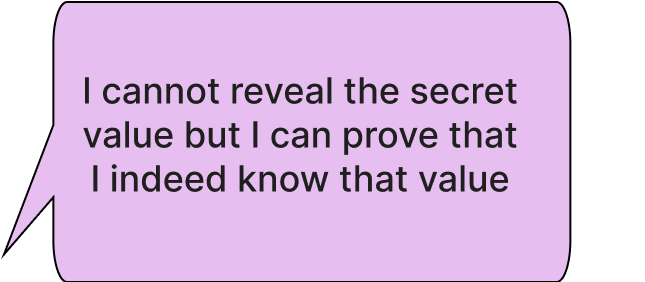 I cannot reveal the secret
value but I can prove that
I indeed know that value